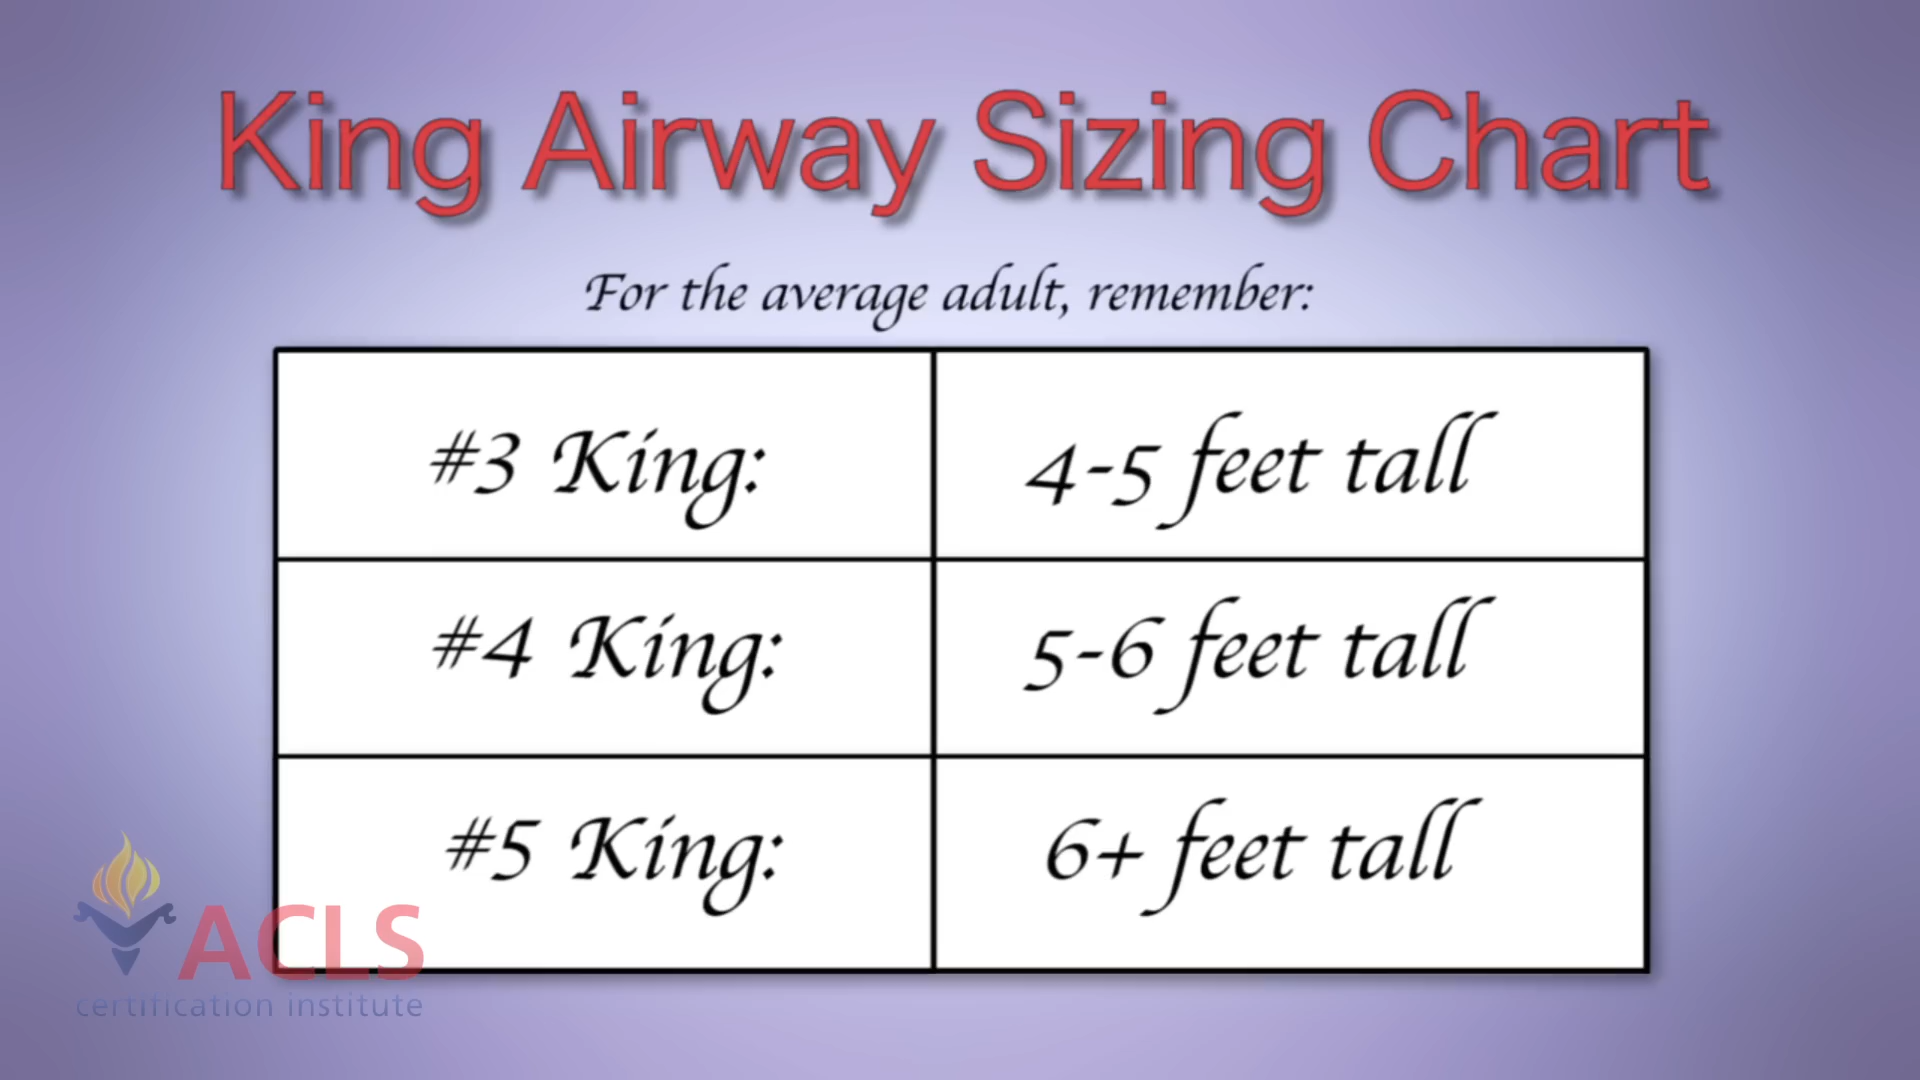 King Airway Sizing Chart
For the average adult, remember:
#3 King: 4-5 feet tall
#4 King: 5-6 feet tall
#5 King: 6+ feet tall
ACLS
certification institute